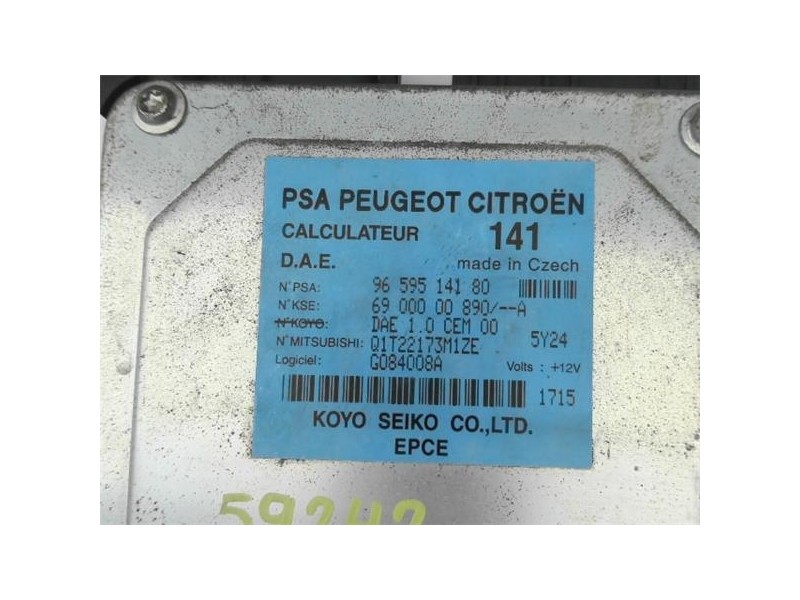 PSA PEUGEOT CITROËN
CALCULATEUR 141
D.A.E. made in Czech
N°PSA: 96 595 141 80
N°KSE: 69 000 00 890/--A
N°KOYO: DAE 1.0 CEM 00
N°MITSUBISHI: Q1T22173M1ZE 5Y24
Logiciel: G084008A Volts : +12V
1715
KOYO SEIKO CO.,LTD.
EPCE
59242